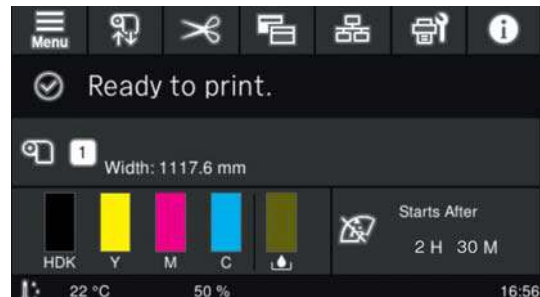 Menu
Ready to print.
1
Width: 1117.6 mm
HDK Y M C
Starts After
2 H 30 M
22 °C 50 % 16:56